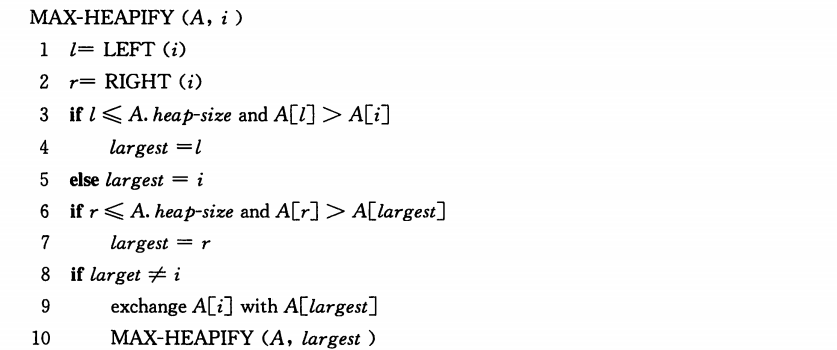 MAX-HEAPIFY (A, i )
1 l= LEFT (i)
2 r= RIGHT (i)
3 if l ⩽ A. heap-size and A[l] > A[i]
4 largest =l
5 else largest = i
6 if r ⩽ A. heap-size and A[r] > A[largest]
7 largest = r
8 if larget ≠ i
9 exchange A[i] with A[largest]
10 MAX-HEAPIFY (A, largest )